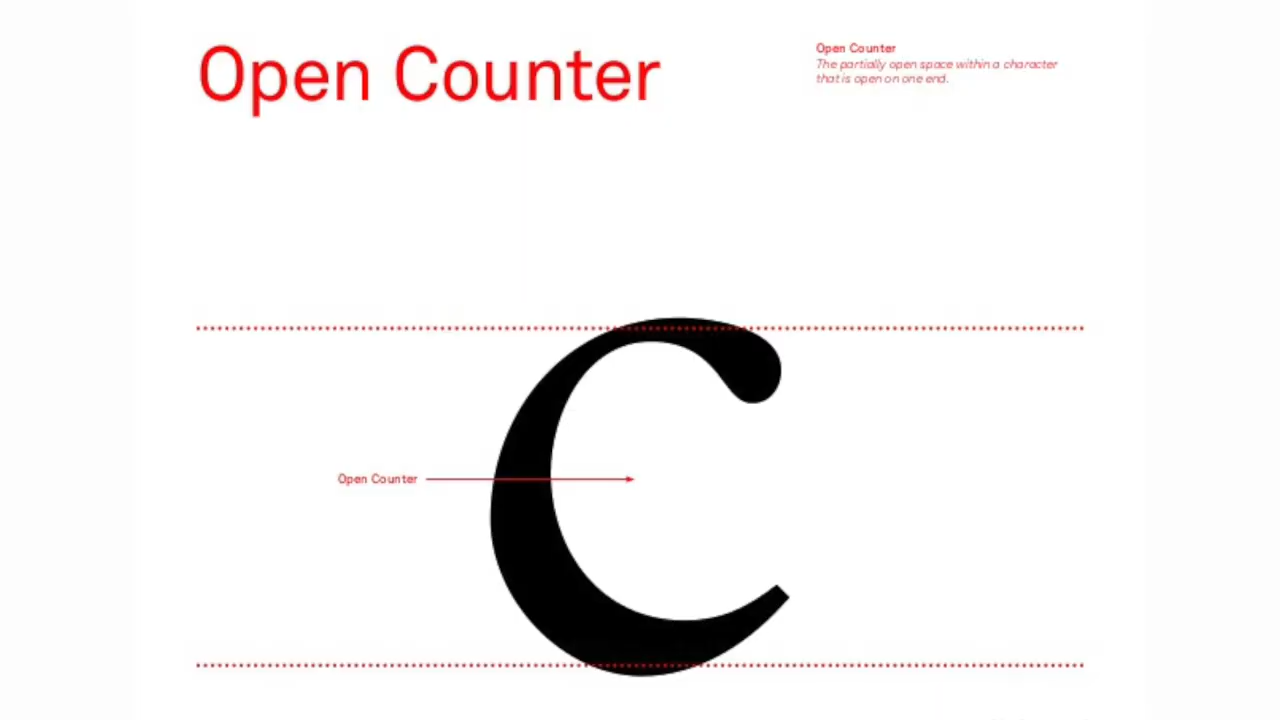 Open Counter
Open Counter
The partially open space within a character
that is open on one end.
Open Counter
c